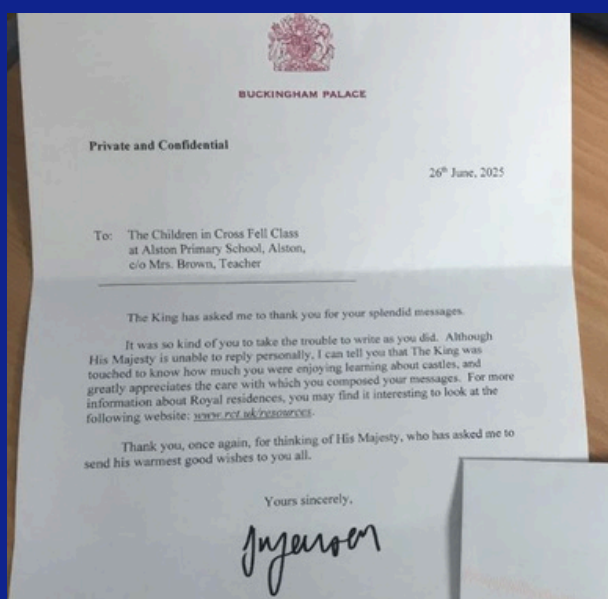 BUCKINGHAM PALACE
Private and Confidential
26th June, 2025
To: The Children in Cross Fell Class
at Alston Primary School, Alston,
c/o Mrs. Brown, Teacher
The King has asked me to thank you for your splendid messages.
It was so kind of you to take the trouble to write as you did. Although
His Majesty is unable to reply personally, I can tell you that The King was
touched to know how much you were enjoying learning about castles, and
greatly appreciates the care with which you composed your messages. For more
information about Royal residences, you may find it interesting to look at the
following website: www.rct.uk/resources.
Thank you, once again, for thinking of His Majesty, who has asked me to
send his warmest good wishes to you all.
Yours sincerely,